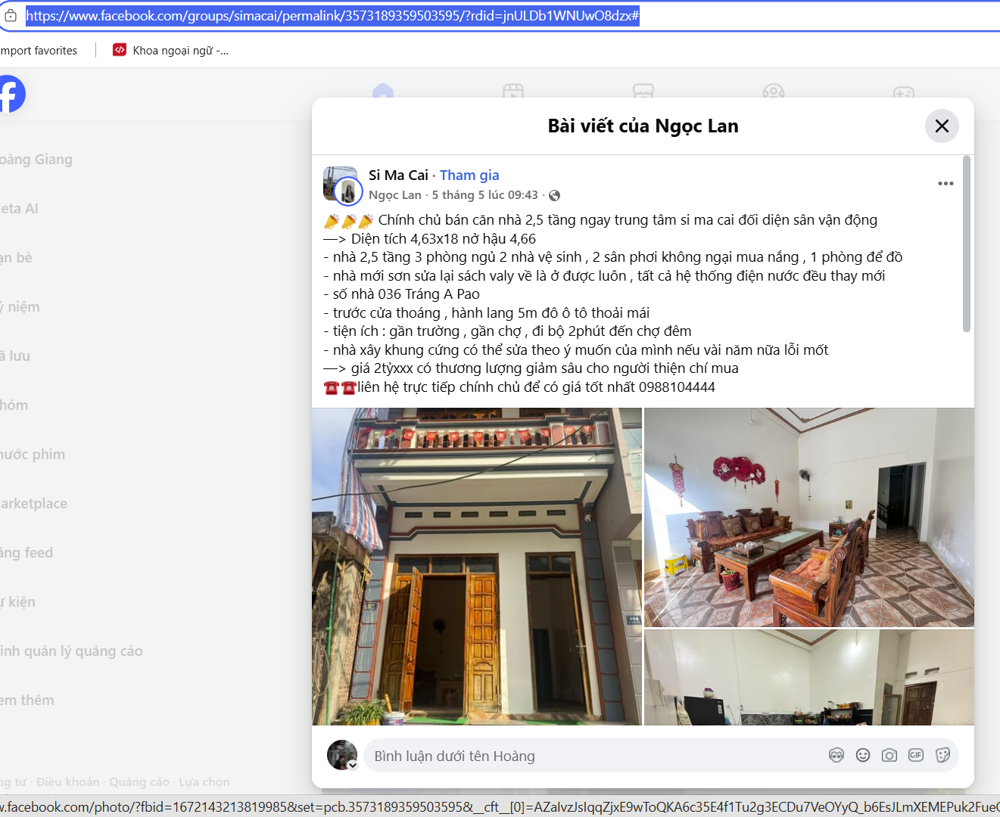 https://www.facebook.com/groups/simacai/permalink/3573189359503595/?rdid=jnULDb1WNUwO8dzx#
mport favorites
Khoa ngoại ngữ -...
Bài viết của Ngọc Lan
oàng Giang
eta AI
ạn bè
ỷ niệm
ã lưu
hóm
hước phim
arketplace
ảng feed
ự kiện
ình quản lý quảng cáo
em thêm
ng tư · Điều khoản · Quảng cáo · Lựa chọn
Si Ma Cai · Tham gia
Ngọc Lan · 5 tháng 5 lúc 09:43 ·
🎉🎉🎉 Chính chủ bán căn nhà 2,5 tầng ngay trung tâm si ma cai đối diện sân vận động
—> Diện tích 4,63x18 nở hậu 4,66
- nhà 2,5 tầng 3 phòng ngủ 2 nhà vệ sinh , 2 sân phơi không ngại mua nắng , 1 phòng để đồ
- nhà mới sơn sửa lại sách valy về là ở được luôn , tất cả hệ thống điện nước đều thay mới
- số nhà 036 Tráng A Pao
- trước cửa thoáng , hành lang 5m đô ô tô thoải mái
- tiện ích : gần trường , gần chợ , đi bộ 2phút đến chợ đêm
- nhà xây khung cứng có thể sửa theo ý muốn của mình nếu vài năm nữa lỗi mốt
—> giá 2tỷxxx có thương lượng giảm sâu cho người thiện chí mua
☎️☎️liên hệ trực tiếp chính chủ để có giá tốt nhất 0988104444
Bình luận dưới tên Hoàng
GIF
w.facebook.com/photo/?fbid=1672143213819985&set=pcb.3573189359503595&__cft__[0]=AZaIvzJsIqqZjxE9wToQKA6c35E4f1Tu2g3ECDu7VeOYyQ_b6EsJLmXEMEPuk2Fue